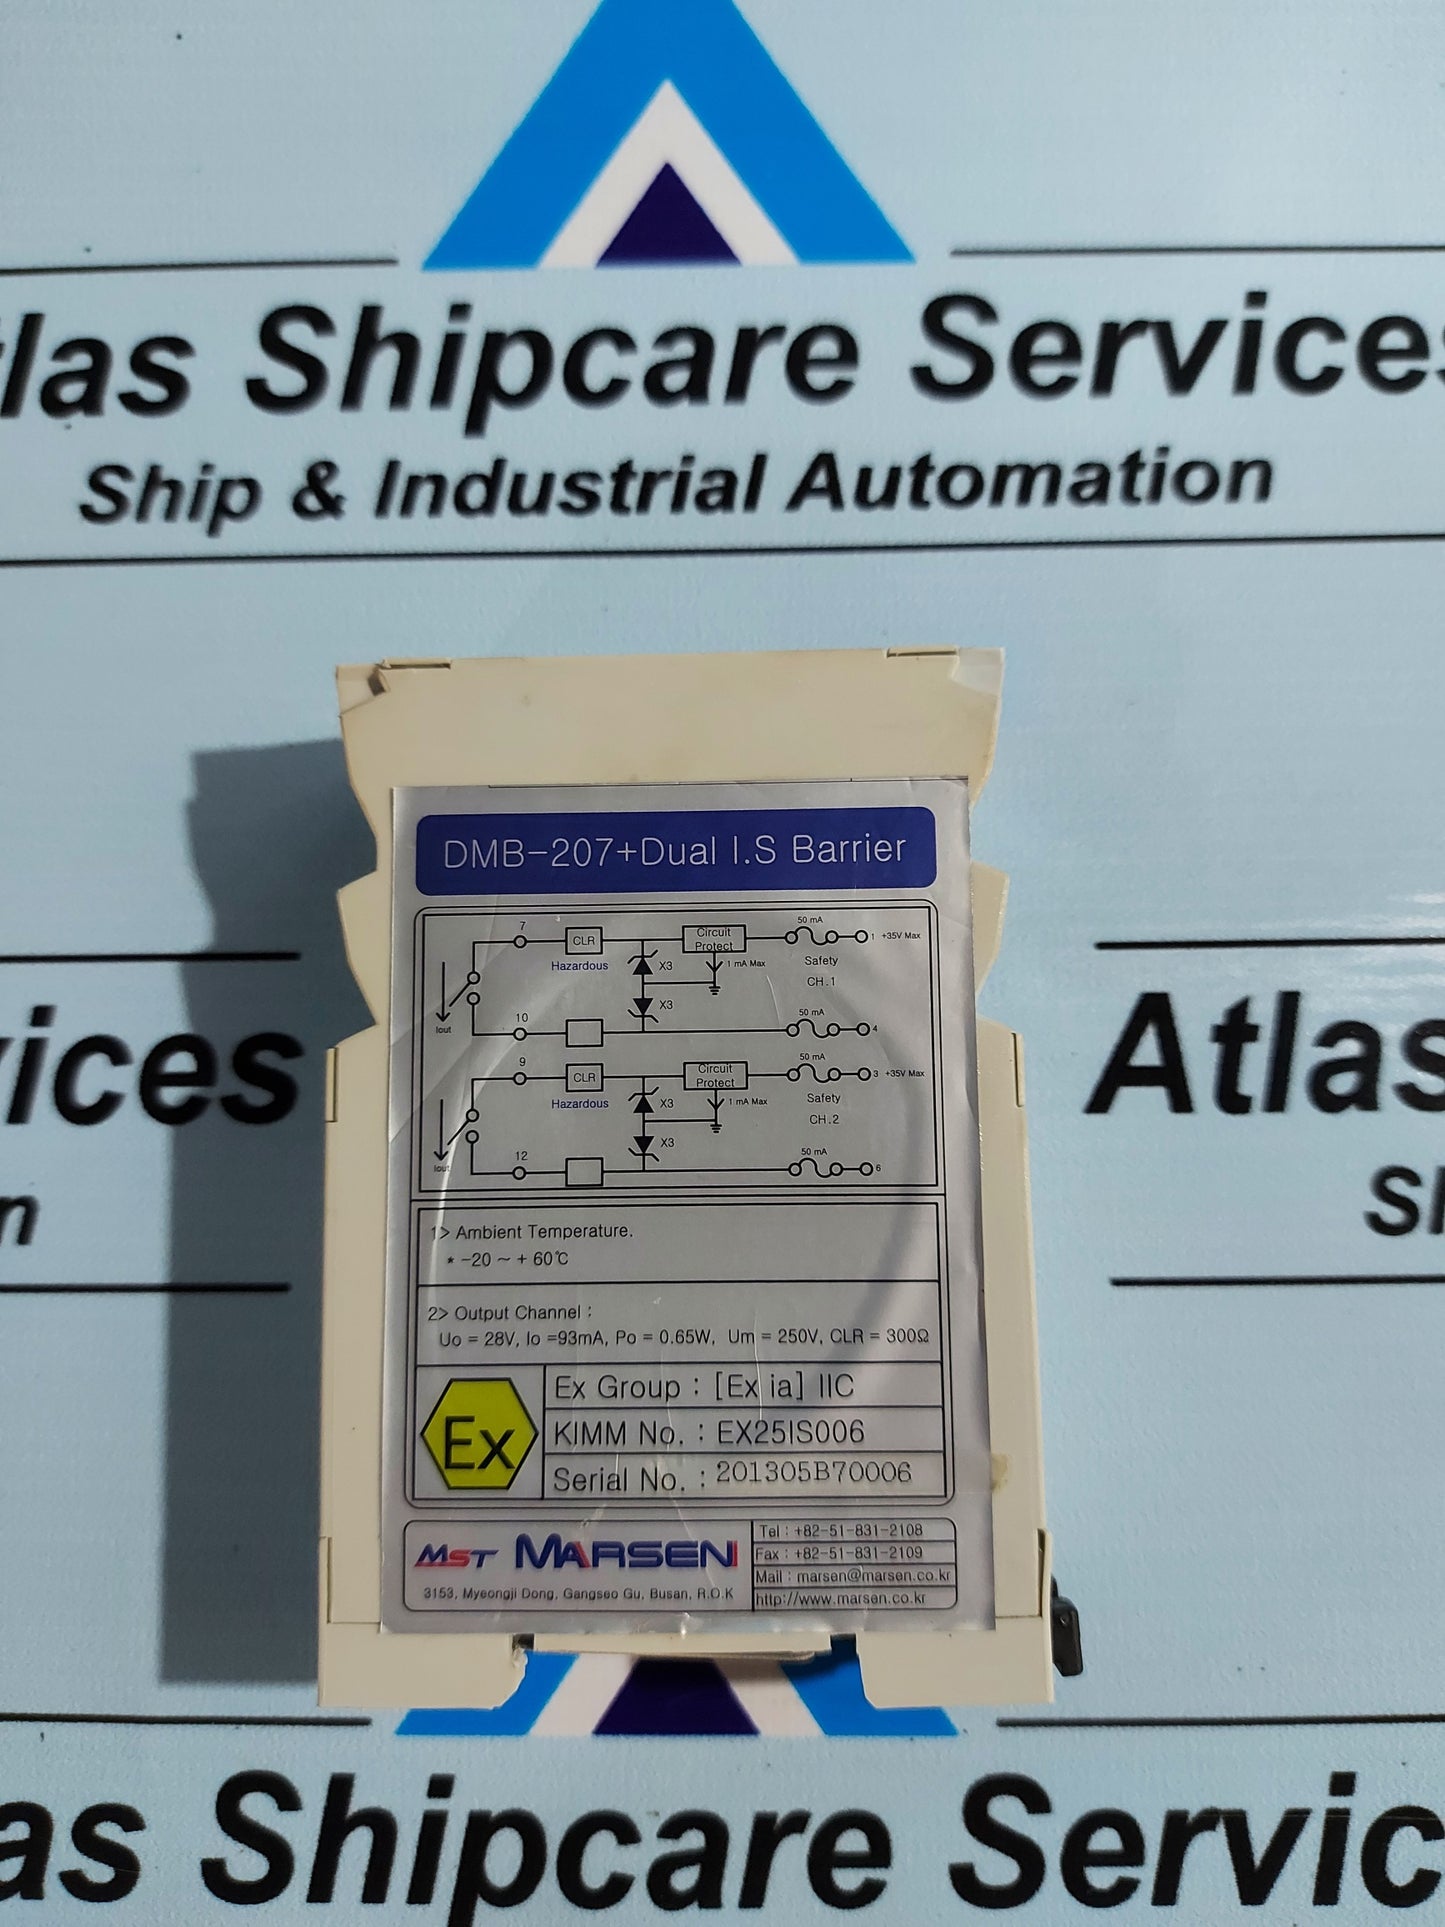 tlas Shipcare Services
Ship & Industrial Automation
DMB-207+Dual I.S Barrier
7
CLR
Hazardous
X3
X3
Circuit Protect
1 mA Max
50 mA
1 +35V Max
Safety
CH.1
Iout
10
50 mA
4
9
CLR
Hazardous
X3
X3
Circuit Protect
1 mA Max
50 mA
3 +35V Max
Safety
CH.2
Iout
12
50 mA
6
1> Ambient Temperature.
* -20 ~ + 60℃
2> Output Channel :
Uo = 28V, Io =93mA, Po = 0.65W, Um = 250V, CLR = 300Ω
Ex
Ex Group : [Ex ia] IIC
KIMM No. : EX25IS006
Serial No. : 201305B70006
MST MARSEN
3153, Myeongji Dong, Gangseo Gu, Busan, R.O.K
Tel : +82-51-831-2108
Fax : +82-51-831-2109
Mail : marsen@marsen.co.kr
http://www.marsen.co.kr
vices
n
Atlas
SI
as Shipcare Servic